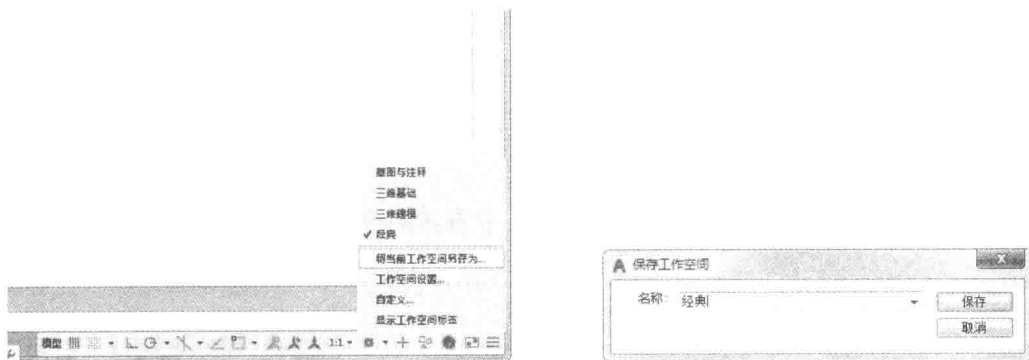 草图与注释
三维基础
三维建模
✓ 经典
将当前工作空间另存为...
工作空间设置...
自定义...
显示工作空间标签
模型
1:1
保存工作空间
名称:
经典
保存
取消